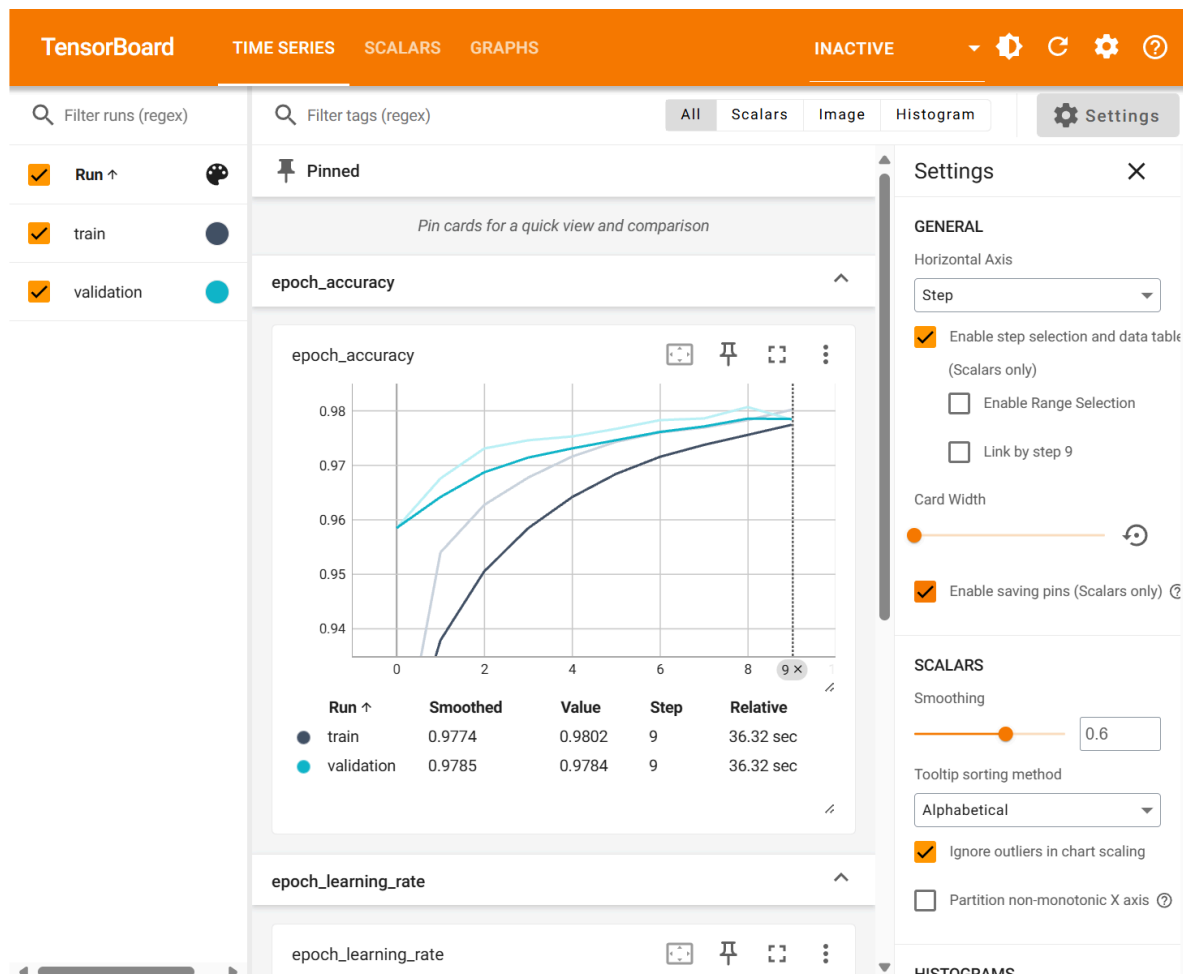 TensorBoard TIME SERIES SCALARS GRAPHS INACTIVE
Filter runs (regex)
Run
train
validation
Filter tags (regex) All Scalars Image Histogram Settings
Pinned
Pin cards for a quick view and comparison
epoch_accuracy
epoch_accuracy
0.98
0.97
0.96
0.95
0.94
0 2 4 6 8 9 ×
Run Smoothed Value Step Relative
train 0.9774 0.9802 9 36.32 sec
validation 0.9785 0.9784 9 36.32 sec
epoch_learning_rate
epoch_learning_rate
Settings
GENERAL
Horizontal Axis
Step
Enable step selection and data table
(Scalars only)
Enable Range Selection
Link by step 9
Card Width
Enable saving pins (Scalars only)
SCALARS
Smoothing
0.6
Tooltip sorting method
Alphabetical
Ignore outliers in chart scaling
Partition non-monotonic X axis
HISTOGRAMS